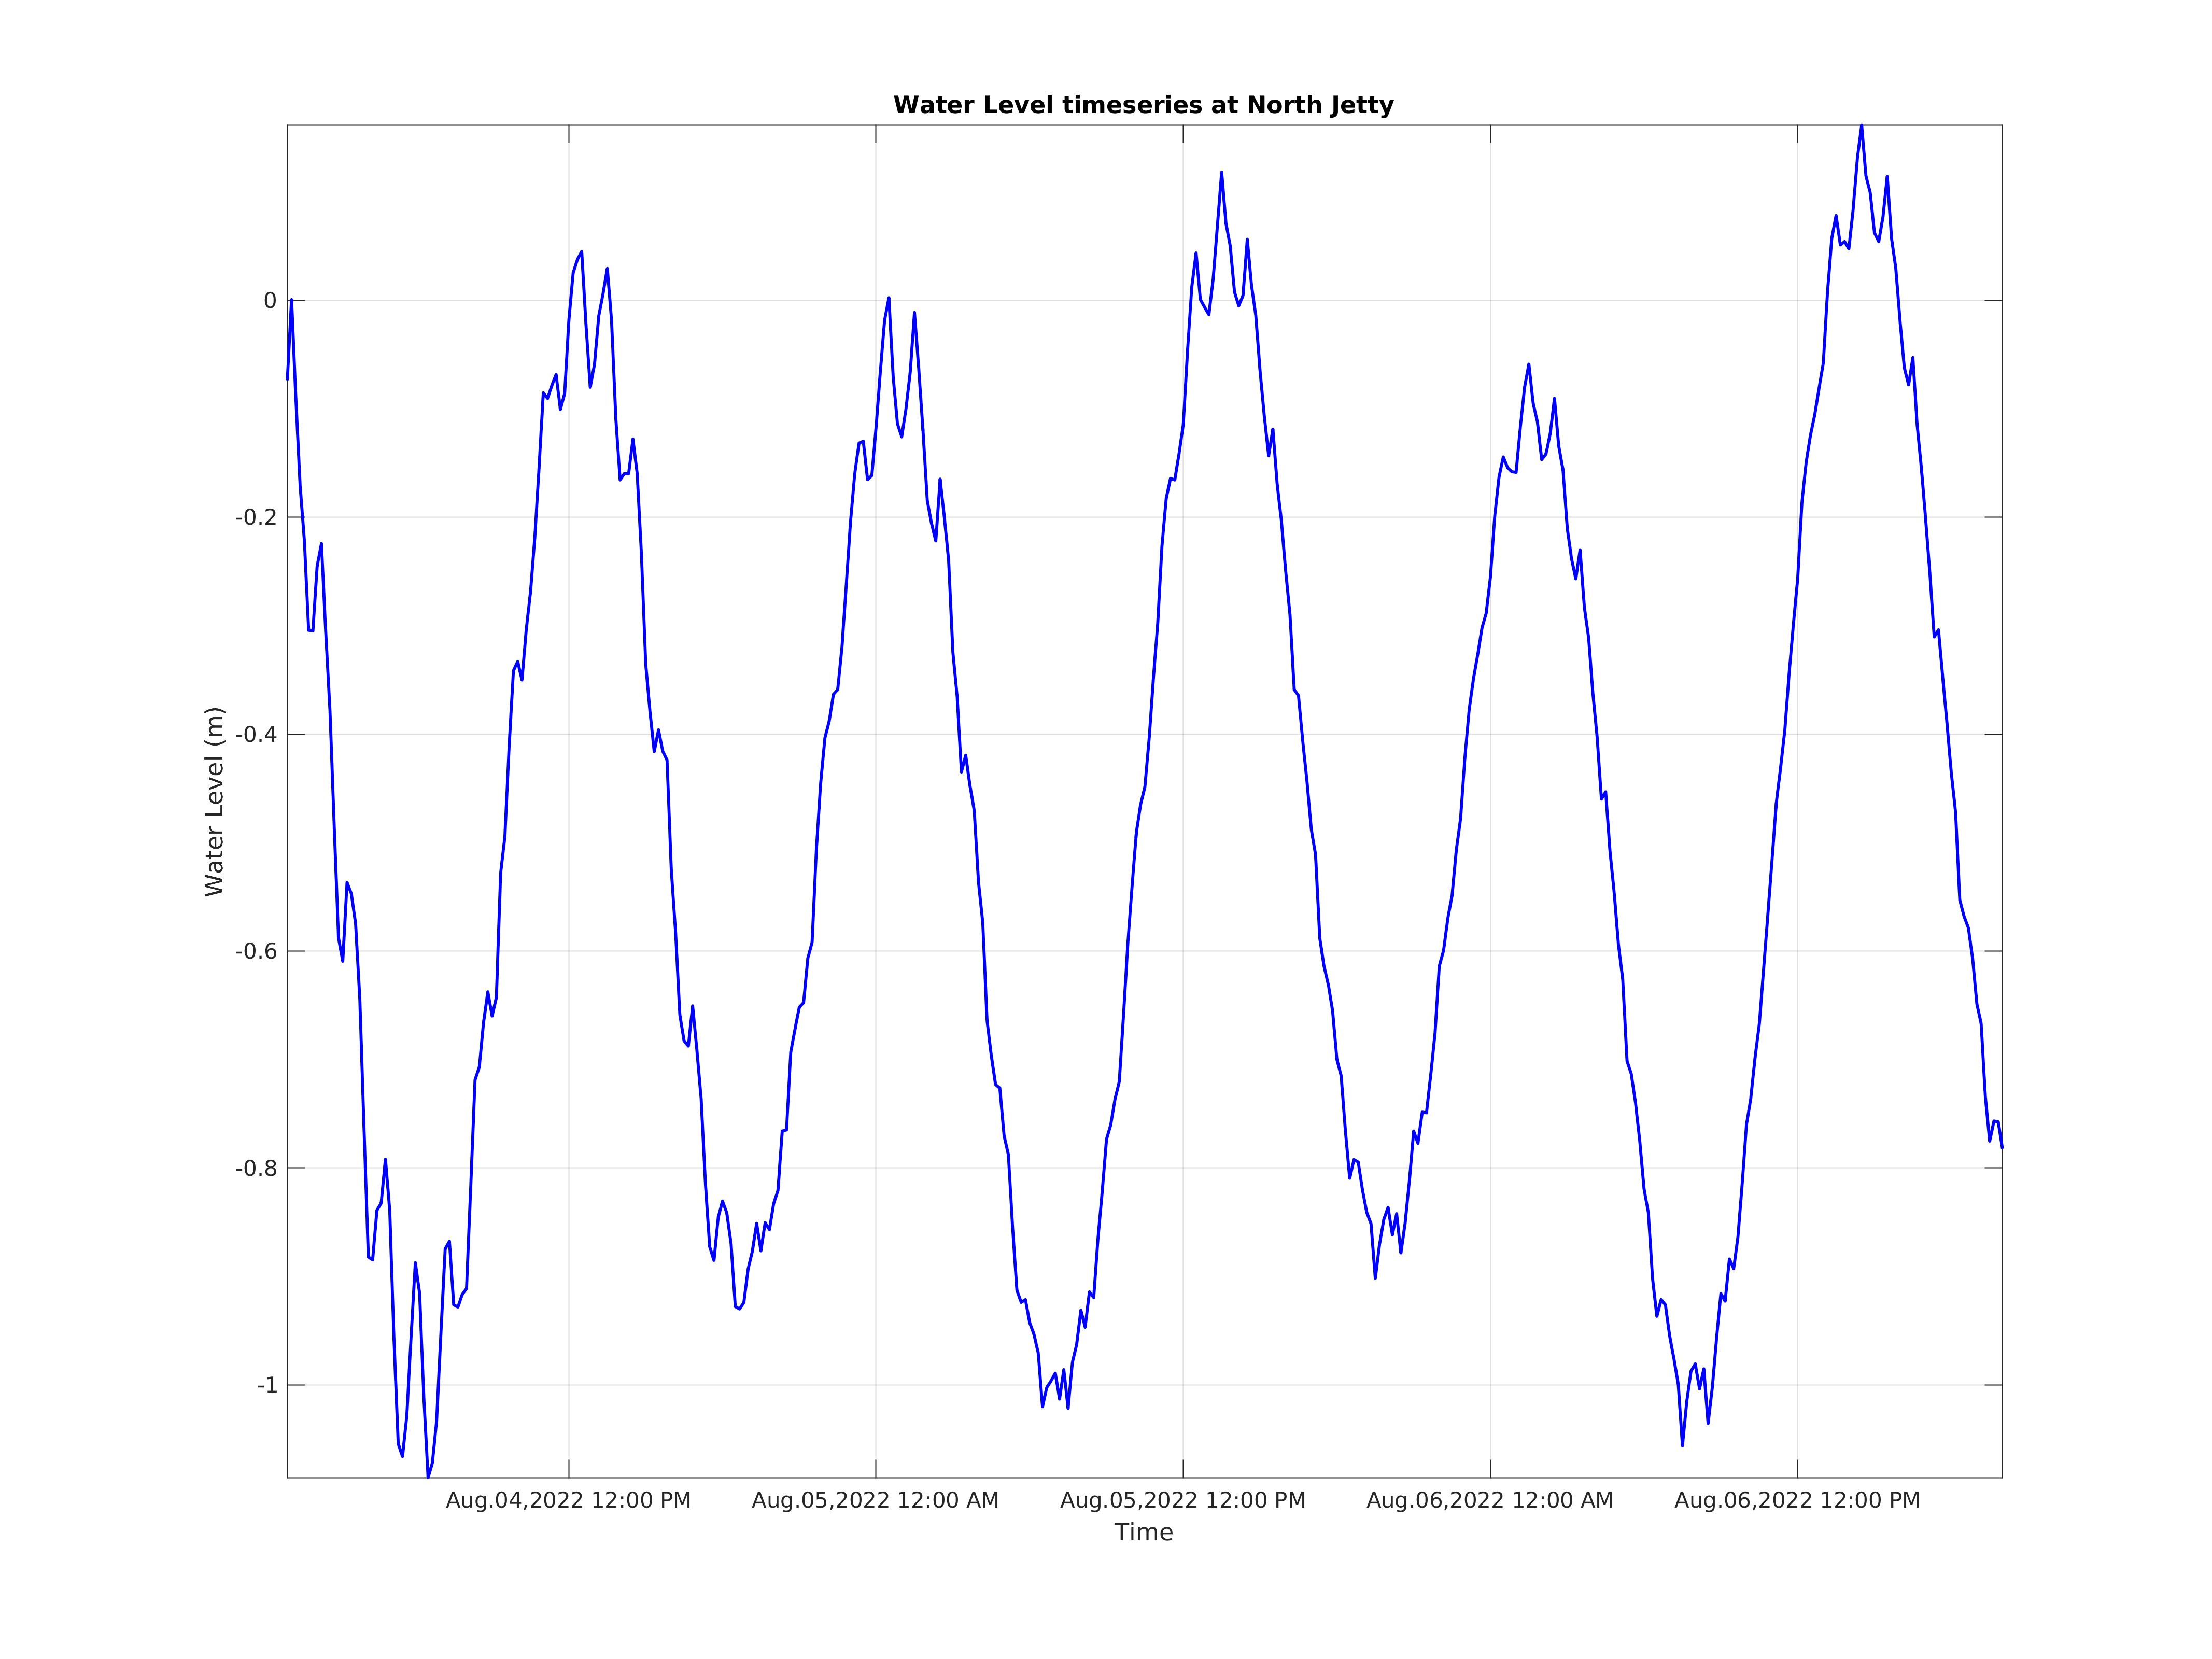 Water Level timeseries at North Jetty
0
-0.2
-0.4
-0.6
-0.8
-1
Water Level (m)
Aug.04,2022 12:00 PM
Aug.05,2022 12:00 AM
Aug.05,2022 12:00 PM
Aug.06,2022 12:00 AM
Aug.06,2022 12:00 PM
Time